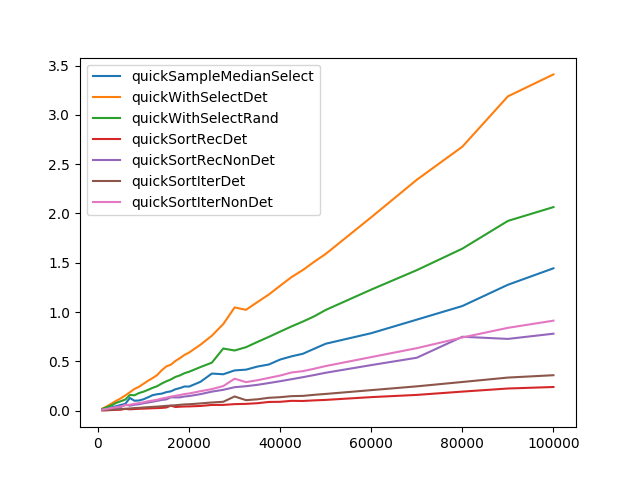 3.5
3.0
2.5
2.0
1.5
1.0
0.5
0.0
quickSampleMedianSelect
quickWithSelectDet
quickWithSelectRand
quickSortRecDet
quickSortRecNonDet
quickSortIterDet
quickSortIterNonDet
0 20000 40000 60000 80000 100000